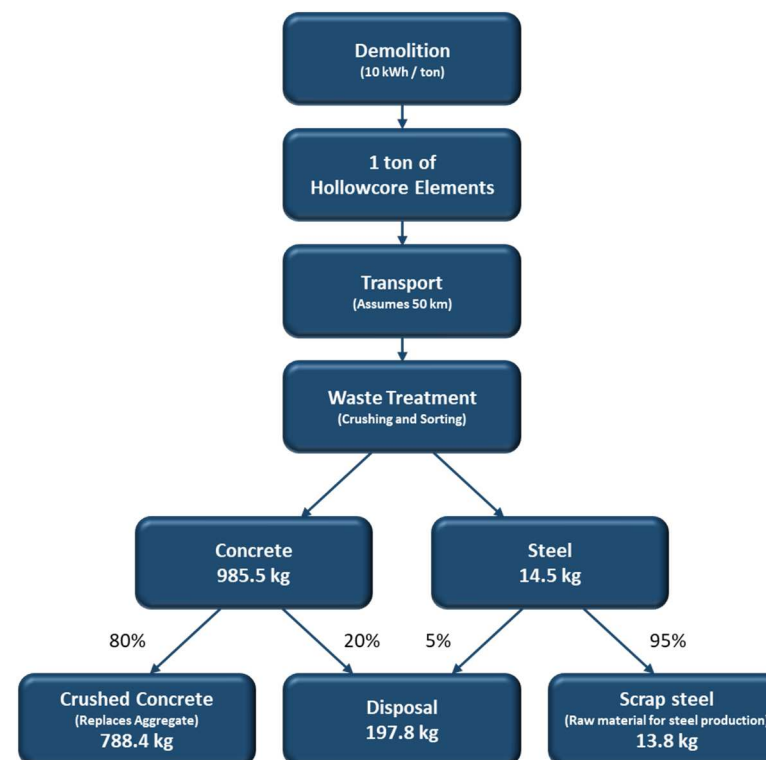 Demolition
(10 kWh / ton)
1 ton of
Hollowcore Elements
Transport
(Assumes 50 km)
Waste Treatment
(Crushing and Sorting)
Concrete
985.5 kg
Steel
14.5 kg
80%
20%
5%
95%
Crushed Concrete
(Replaces Aggregate)
788.4 kg
Disposal
197.8 kg
Scrap steel
(Raw material for steel production)
13.8 kg